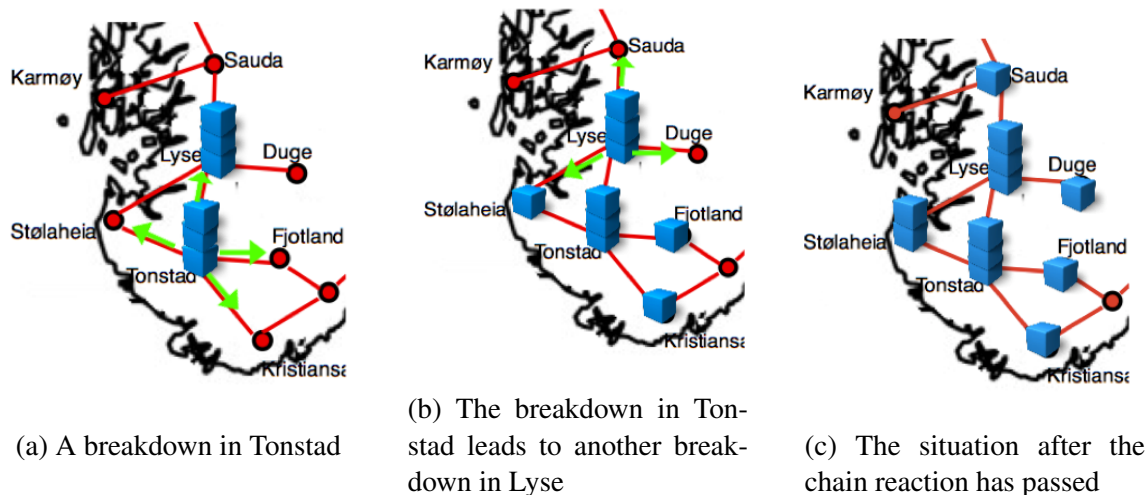 Sauda
Karmøy
Lyse
Duge
Stølaheia
Fjotland
Tonstad
Kristiansa
(a) A breakdown in Tonstad
Sauda
Karmøy
Lyse
Duge
Stølaheia
Fjotland
Tonstad
Kristiansa
(b) The breakdown in Ton-
stad leads to another break-
down in Lyse
Sauda
Karmøy
Lyse
Duge
Stølaheia
Fjotland
Tonstad
Kristiansa
(c) The situation after the
chain reaction has passed